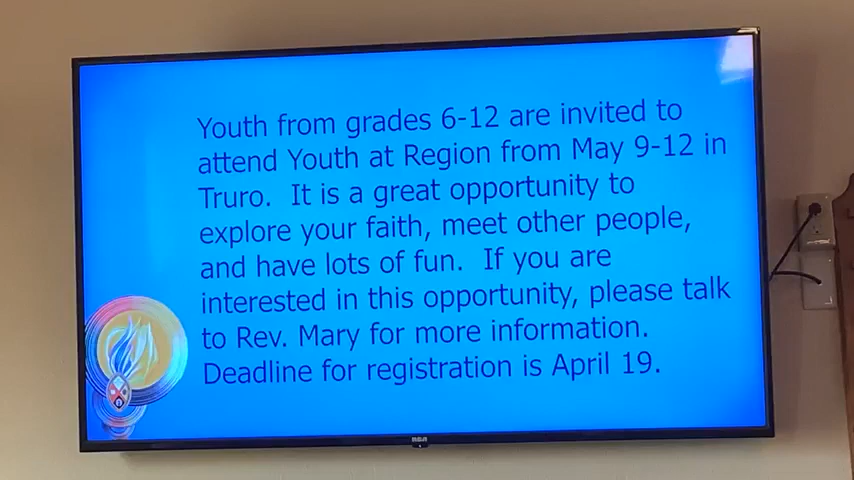 Youth from grades 6-12 are invited to
attend Youth at Region from May 9-12 in
Truro. It is a great opportunity to
explore your faith, meet other people,
and have lots of fun. If you are
interested in this opportunity, please talk
to Rev. Mary for more information.
Deadline for registration is April 19.
RCA